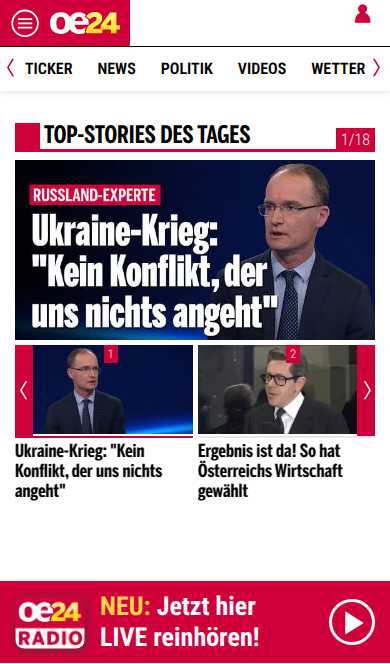 oe24
TICKER NEWS POLITIK VIDEOS WETTER
TOP-STORIES DES TAGES
1/18
RUSSLAND-EXPERTE
Ukraine-Krieg:
"Kein Konflikt, der
uns nichts angeht"
1
2
Ukraine-Krieg: "Kein
Konflikt, der uns nichts
angeht"
Ergebnis ist da! So hat
Österreichs Wirtschaft
gewählt
oe24
RADIO
NEU: Jetzt hier
LIVE reinhören!